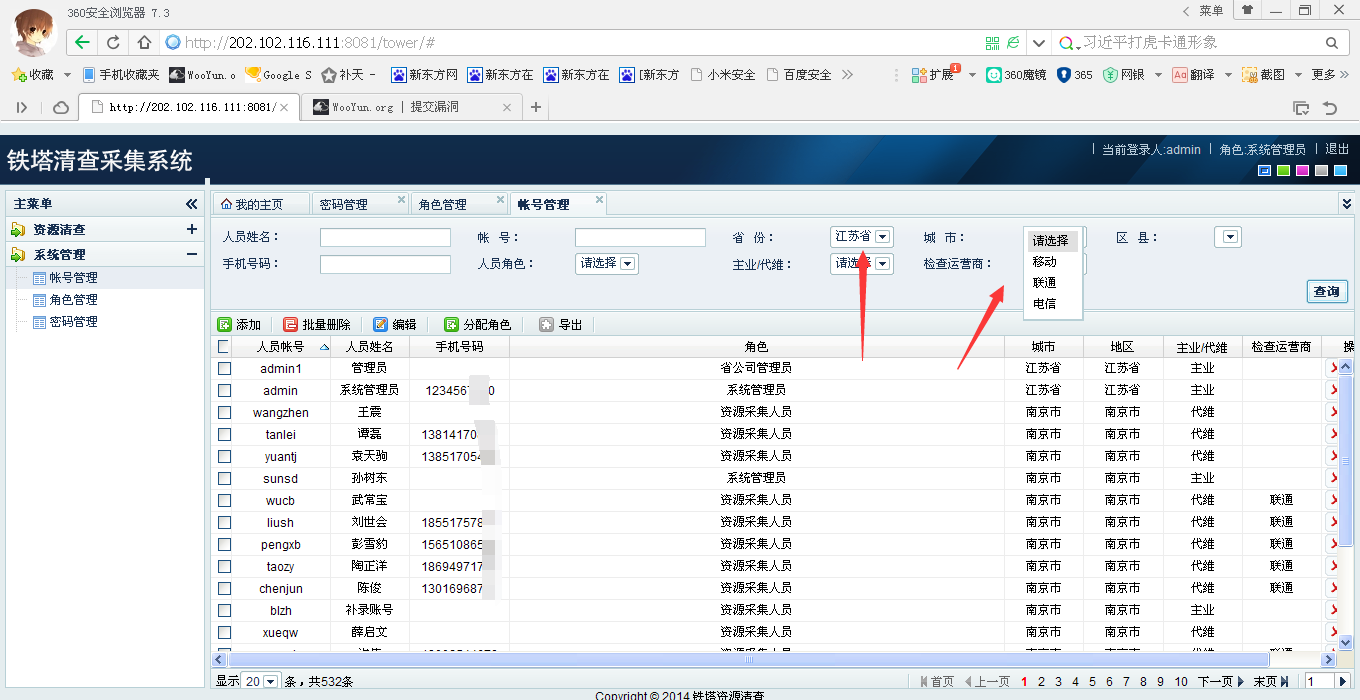 360安全浏览器 7.3
菜单
http://202.102.116.111:8081/tower/#
习近平打虎卡通形象
收藏 手机收藏夹 WooYun.o Google S 补天 - 新东方网 新东方在 新东方在 [新东方 小米安全 百度安全 扩展 1 360魔镜 365 网银 翻译 截图 更多
http://202.102.116.111:8081/ WooYun.org | 提交漏洞
铁塔清查采集系统
当前登录人:admin 角色:系统管理员 退出
主菜单
资源清查
系统管理
帐号管理
角色管理
密码管理
我的主页 密码管理 角色管理 帐号管理
人员姓名： 帐 号： 省 份： 江苏省 城 市： 区 县：
手机号码： 人员角色： 请选择 主业/代维： 请选 检查运营商：
请选择
移动
联通
电信
查询
添加 批量删除 编辑 分配角色 导出
人员帐号 人员姓名 手机号码 角色 城市 地区 主业/代维 检查运营商 操
admin1 管理员 省公司管理员 江苏省 江苏省 主业
admin 系统管理员 123456 0 系统管理员 江苏省 江苏省 主业
wangzhen 王震 资源采集人员 南京市 南京市 代维
tanlei 谭磊 13814170 资源采集人员 南京市 南京市 代维
yuantj 袁天驹 138517054 资源采集人员 南京市 南京市 代维
sunsd 孙树东 系统管理员 南京市 南京市 主业
wucb 武常宝 资源采集人员 南京市 南京市 代维 联通
liush 刘世会 185517578 资源采集人员 南京市 南京市 代维 联通
pengxb 彭雪豹 156510865 资源采集人员 南京市 南京市 代维 联通
taozy 陶正洋 186949717 资源采集人员 南京市 南京市 代维 联通
chenjun 陈俊 130169687 资源采集人员 南京市 南京市 代维 联通
blzh 补录账号 资源采集人员 南京市 南京市 主业
xueqw 薛启文 资源采集人员 南京市 南京市 代维
显示 20 条，共532条 首页 上一页 1 2 3 4 5 6 7 8 9 10 下一页 末页 1
Copyright © 2014 铁塔资源清查